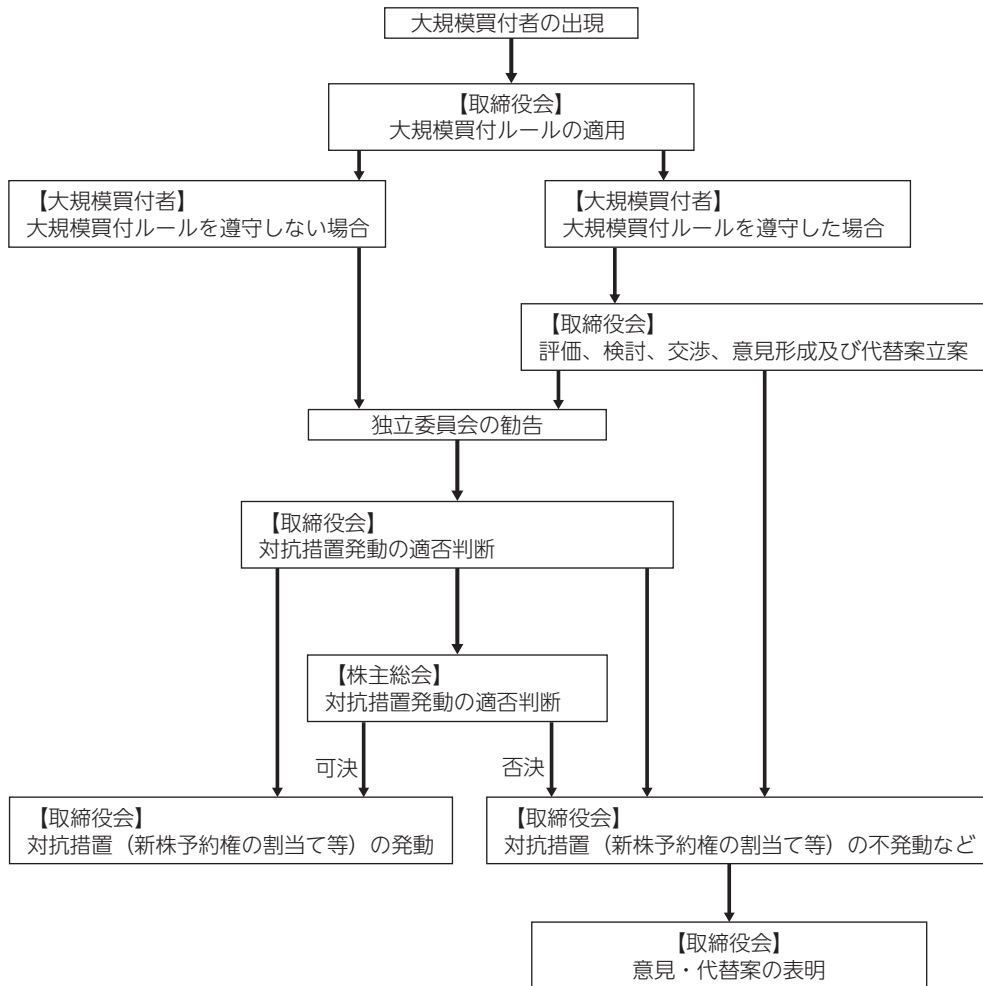 大規模買付者の出現
【取締役会】
大規模買付ルールの適用
【大規模買付者】
大規模買付ルールを遵守しない場合
【大規模買付者】
大規模買付ルールを遵守した場合
【取締役会】
評価、検討、交渉、意見形成及び代替案立案
独立委員会の勧告
【取締役会】
対抗措置発動の適否判断
【株主総会】
対抗措置発動の適否判断
可決
否決
【取締役会】
対抗措置（新株予約権の割当て等）の発動
【取締役会】
対抗措置（新株予約権の割当て等）の不発動など
【取締役会】
意見・代替案の表明